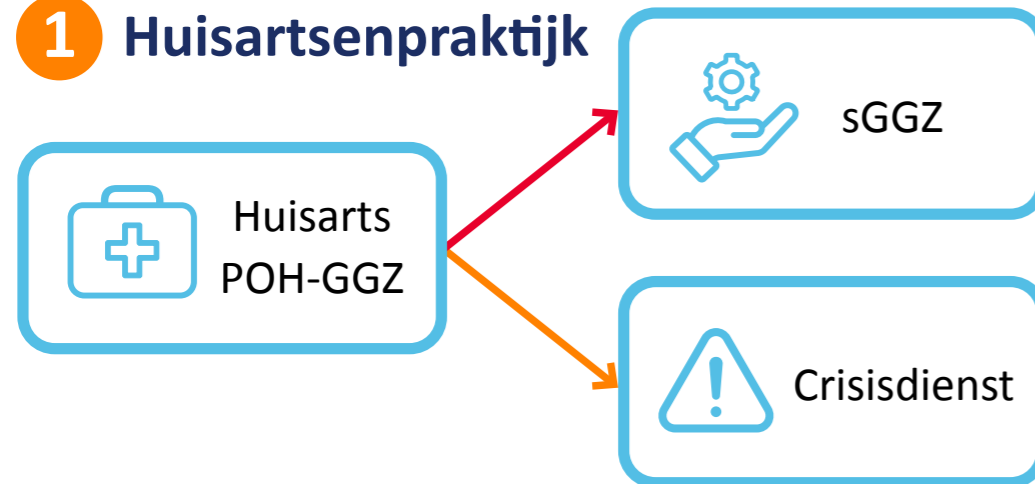 1 Huisartsenpraktijk
Huisarts
POH-GGZ
sGGZ
Crisisdienst